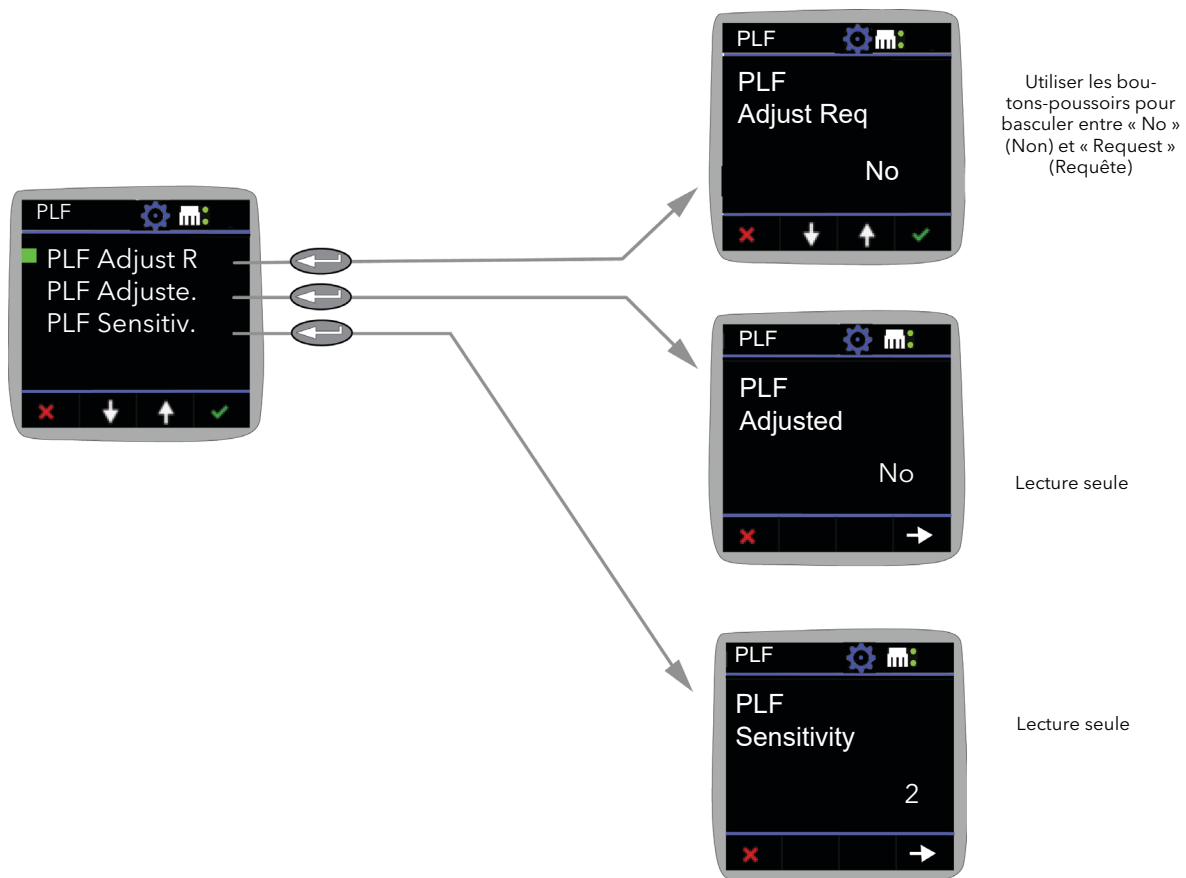 PLF
PLF Adjust R
PLF Adjuste.
PLF Sensitiv.
PLF
PLF
Adjust Req
No
Utiliser les bou-
tons-poussoirs pour
basculer entre « No »
(Non) et « Request »
(Requête)
PLF
PLF
Adjusted
No
Lecture seule
PLF
PLF
Sensitivity
2
Lecture seule